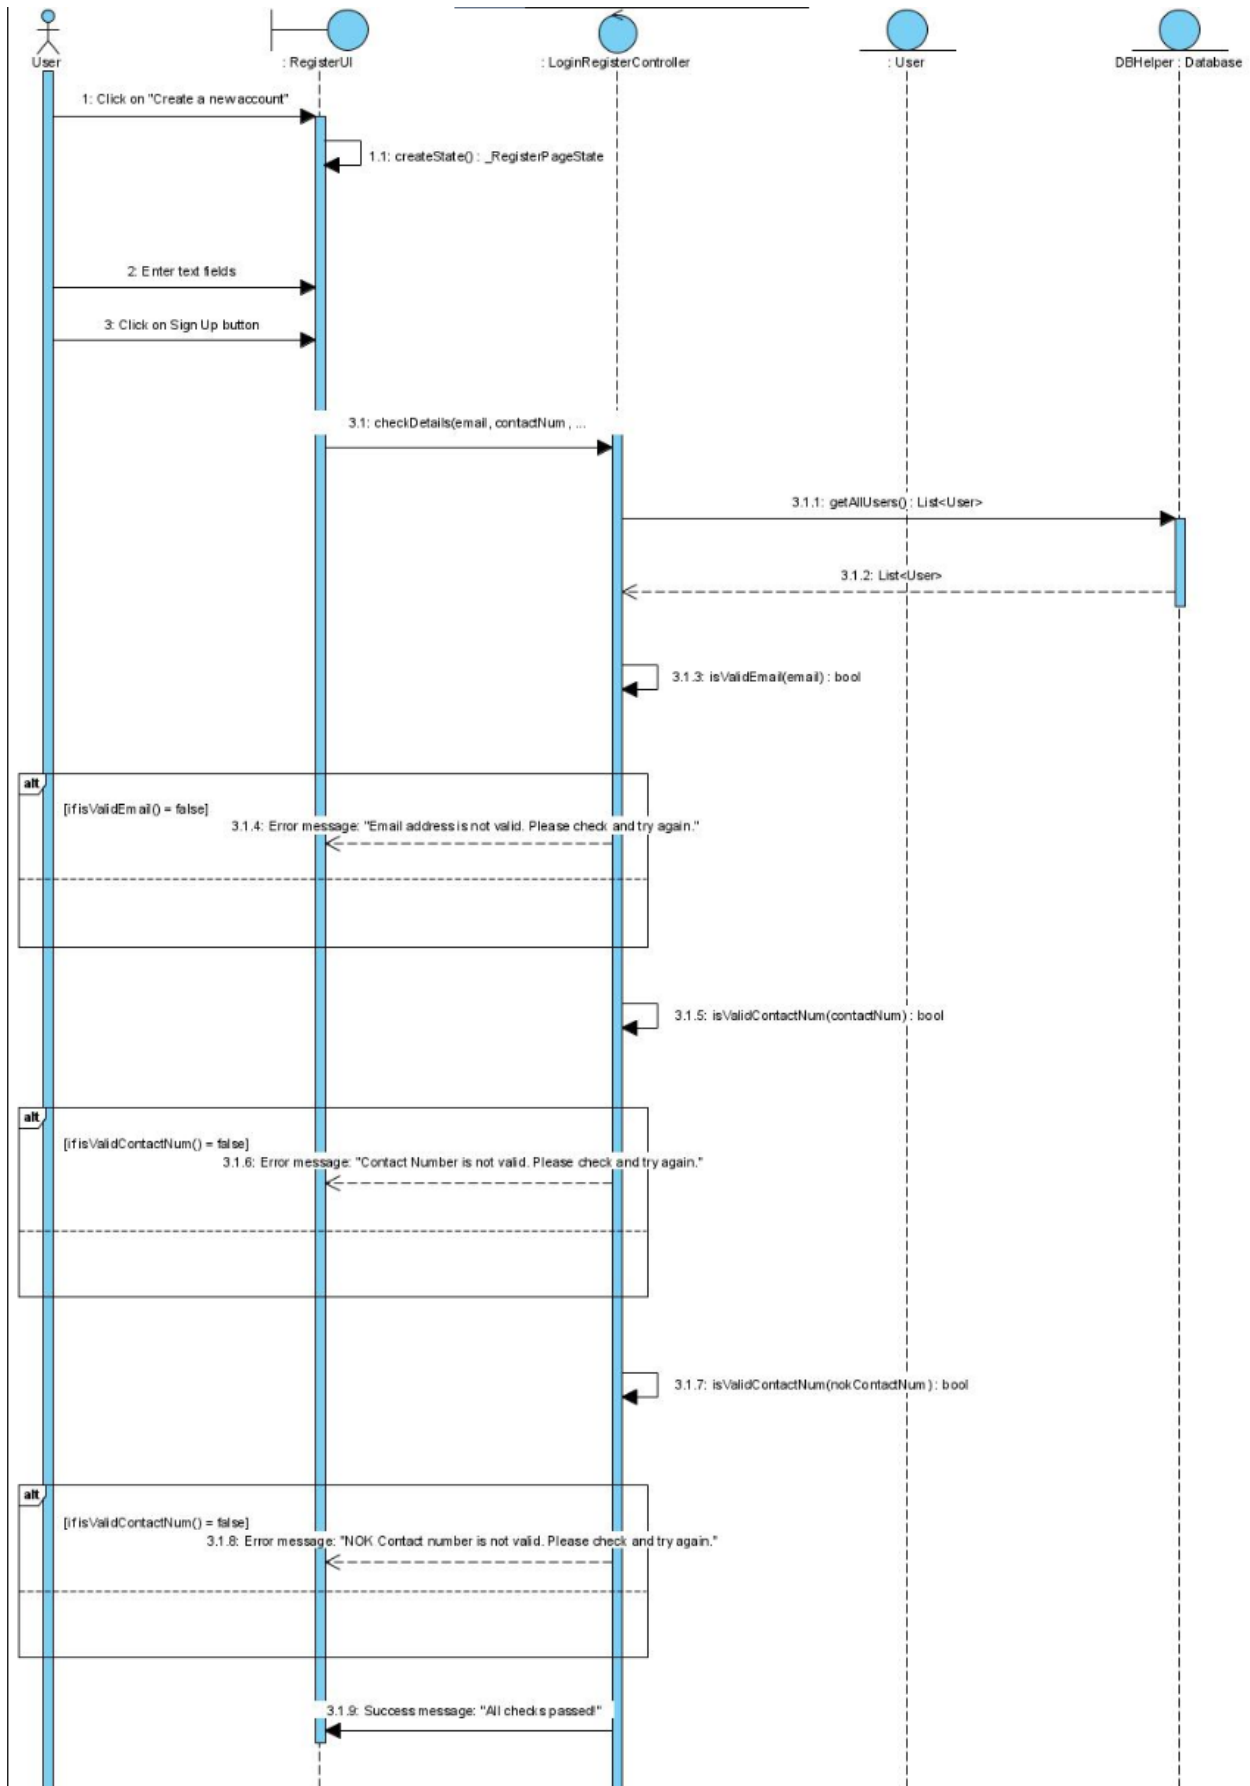 User
: RegisterUI
: LoginRegisterController
: User
DBHelper : Database
1: Click on "Create a new account"
1.1: createState() : _RegisterPageState
2: Enter text fields
3: Click on Sign Up button
3.1: checkDetails(email, contactNum , ...
3.1.1: getAllUsers() : List<User>
3.1.2: List<User>
3.1.3: isValidEmail(email) : bool
alt
[if isValidEmail() = false]
3.1.4: Error message: "Email address is not valid. Please check and try again."
3.1.5: isValidContactNum(contactNum) : bool
alt
[if isValidContactNum() = false]
3.1.6: Error message: "Contact Number is not valid. Please check and try again."
3.1.7: isValidContactNum(nokContactNum) : bool
alt
[if isValidContactNum() = false]
3.1.8: Error message: "NOK Contact number is not valid. Please check and try again."
3.1.9: Success message: "All checks passed!"